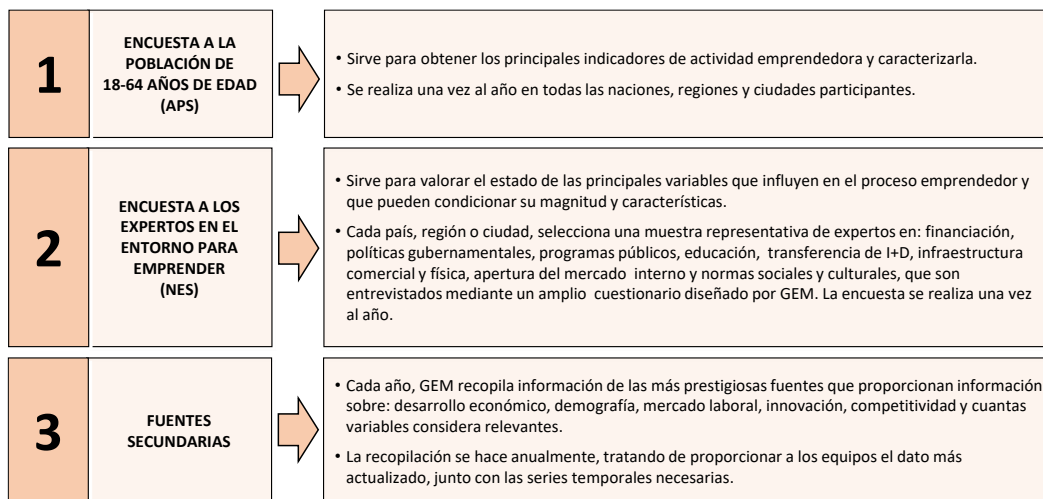 1
ENCUESTA A LA
POBLACIÓN DE
18-64 AÑOS DE EDAD
(APS)
• Sirve para obtener los principales indicadores de actividad emprendedora y caracterizarla.
• Se realiza una vez al año en todas las naciones, regiones y ciudades participantes.
2
ENCUESTA A LOS
EXPERTOS EN EL
ENTORNO PARA
EMPRENDER
(NES)
• Sirve para valorar el estado de las principales variables que influyen en el proceso emprendedor y
que pueden condicionar su magnitud y características.
• Cada país, región o ciudad, selecciona una muestra representativa de expertos en: financiación,
políticas gubernamentales, programas públicos, educación, transferencia de I+D, infraestructura
comercial y física, apertura del mercado interno y normas sociales y culturales, que son
entrevistados mediante un amplio cuestionario diseñado por GEM. La encuesta se realiza una vez
al año.
3
FUENTES
SECUNDARIAS
• Cada año, GEM recopila información de las más prestigiosas fuentes que proporcionan información
sobre: desarrollo económico, demografía, mercado laboral, innovación, competitividad y cuantas
variables considera relevantes.
• La recopilación se hace anualmente, tratando de proporcionar a los equipos el dato más
actualizado, junto con las series temporales necesarias.